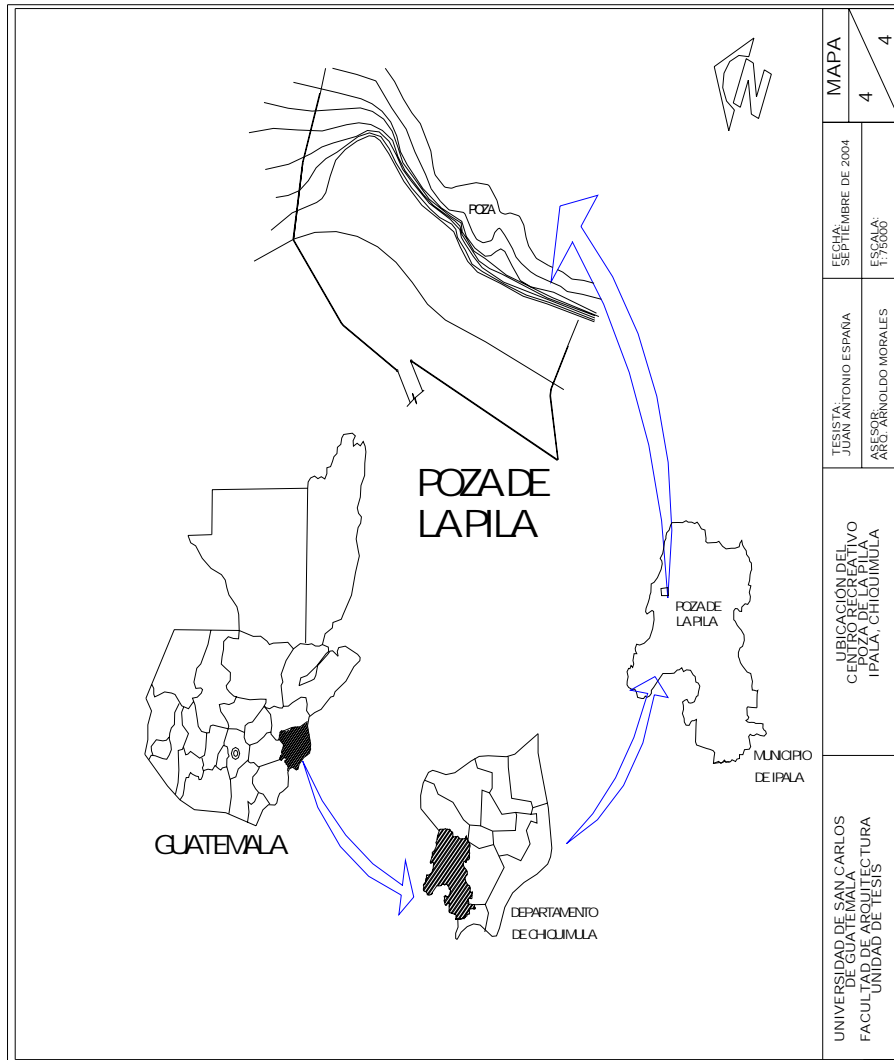 POZA
POZA DE
LA PILA
GUATEMALA
DEPARTAMENTO
DE CHIQUIMULA
POZA DE
LA PILA
MUNICIPIO
DE IPALA
N
MAPA
4
4
FECHA:
SEPTIEMBRE DE 2004
ESCALA:
1:75000
TESISTA:
JUAN ANTONIO ESPAÑA
ASESOR:
ARQ. ARNOLDO MORALES
UBICACIÓN DEL
CENTRO RECREATIVO
POZA DE LA PILA
IPALA, CHIQUIMULA
UNIVERSIDAD DE SAN CARLOS
DE GUATEMALA
FACULTAD DE ARQUITECTURA
UNIDAD DE TESIS